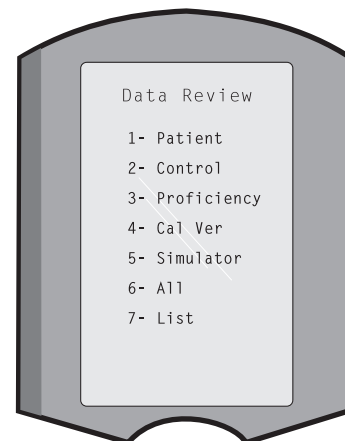 Data Review
1- Patient
2- Control
3- Proficiency
4- Cal Ver
5- Simulator
6- All
7- List